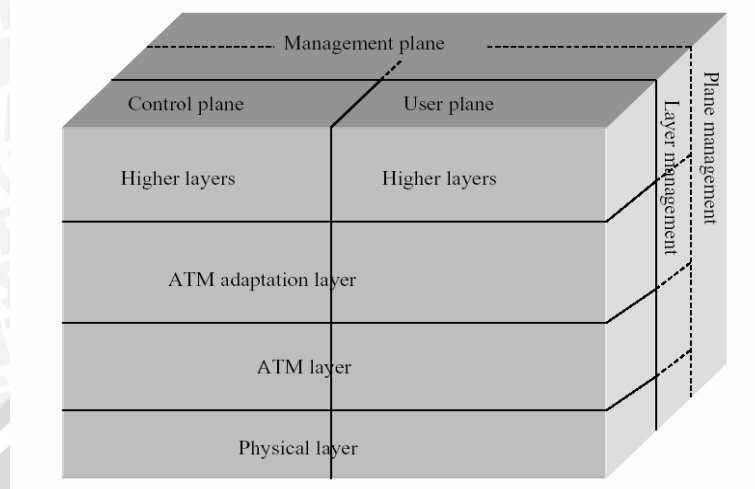 Management plane
Control plane
User plane
Higher layers
Higher layers
ATM adaptation layer
ATM layer
Physical layer
Layer management
Plane management